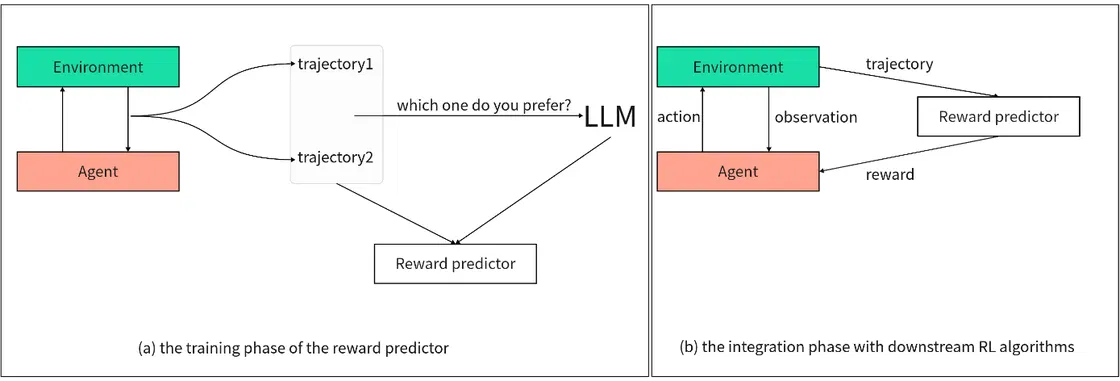 Environment
Agent
trajectory1
trajectory2
which one do you prefer?
LLM
Reward predictor
(a) the training phase of the reward predictor
Environment
action
observation
Agent
trajectory
Reward predictor
reward
(b) the integration phase with downstream RL algorithms